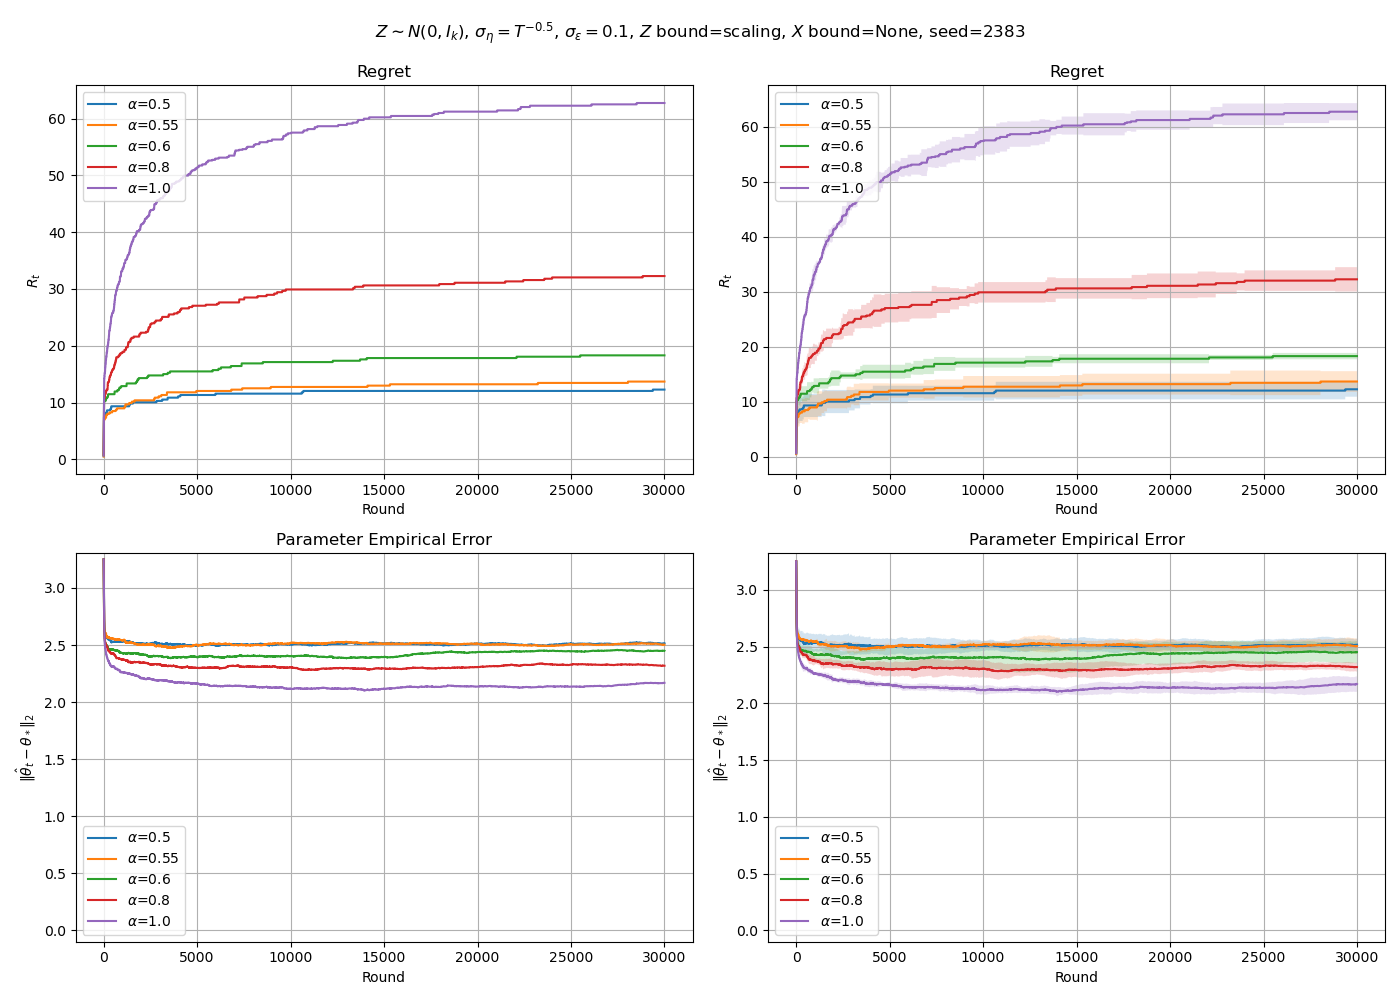 Z ∼ N(0, I_k), σ_η = T^{−0.5}, σ_ε = 0.1, Z bound=scaling, X bound=None, seed=2383
Regret
R_t
60
50
40
30
20
10
0
α=0.5
α=0.55
α=0.6
α=0.8
α=1.0
0 5000 10000 15000 20000 25000 30000
Round
Regret
R_t
60
50
40
30
20
10
0
α=0.5
α=0.55
α=0.6
α=0.8
α=1.0
0 5000 10000 15000 20000 25000 30000
Round
Parameter Empirical Error
‖θ̂_t − θ_*‖_2
3.0
2.5
2.0
1.5
1.0
0.5
0.0
α=0.5
α=0.55
α=0.6
α=0.8
α=1.0
0 5000 10000 15000 20000 25000 30000
Round
Parameter Empirical Error
‖θ̂_t − θ_*‖_2
3.0
2.5
2.0
1.5
1.0
0.5
0.0
α=0.5
α=0.55
α=0.6
α=0.8
α=1.0
0 5000 10000 15000 20000 25000 30000
Round